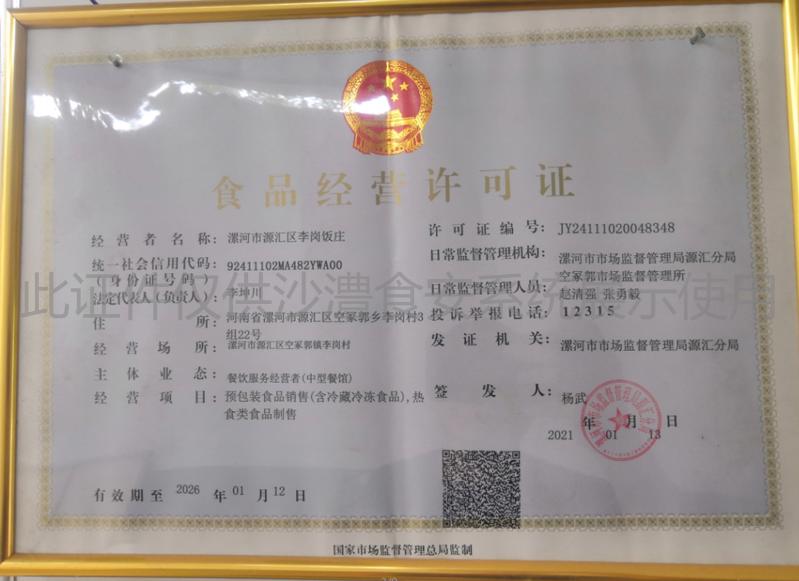 食品经营许可证
经营者名称: 漯河市源汇区李岗饭庄
统一社会信用代码: 92411102MA482YWA00
(身份证号码)
法定代表人(负责人): 李坤川
住所: 河南省漯河市源汇区空冢郭乡李岗村3
组22号
经营场所: 漯河市源汇区空冢郭镇李岗村
主体业态: 餐饮服务经营者(中型餐馆)
经营项目: 预包装食品销售(含冷藏冷冻食品),热
食类食品制售
有效期至 2026 年 01 月 12 日
许可证编号: JY24111020048348
日常监督管理机构: 漯河市市场监督管理局源汇分局
空冢郭市场监督管理所
日常监督管理人员: 赵清强 张勇毅
投诉举报电话: 12315
发证机关: 漯河市市场监督管理局源汇分局
签发人: 杨武
2021 年 01 月 13 日
国家市场监督管理总局监制
此证件仅供沙澧食安系统展示使用